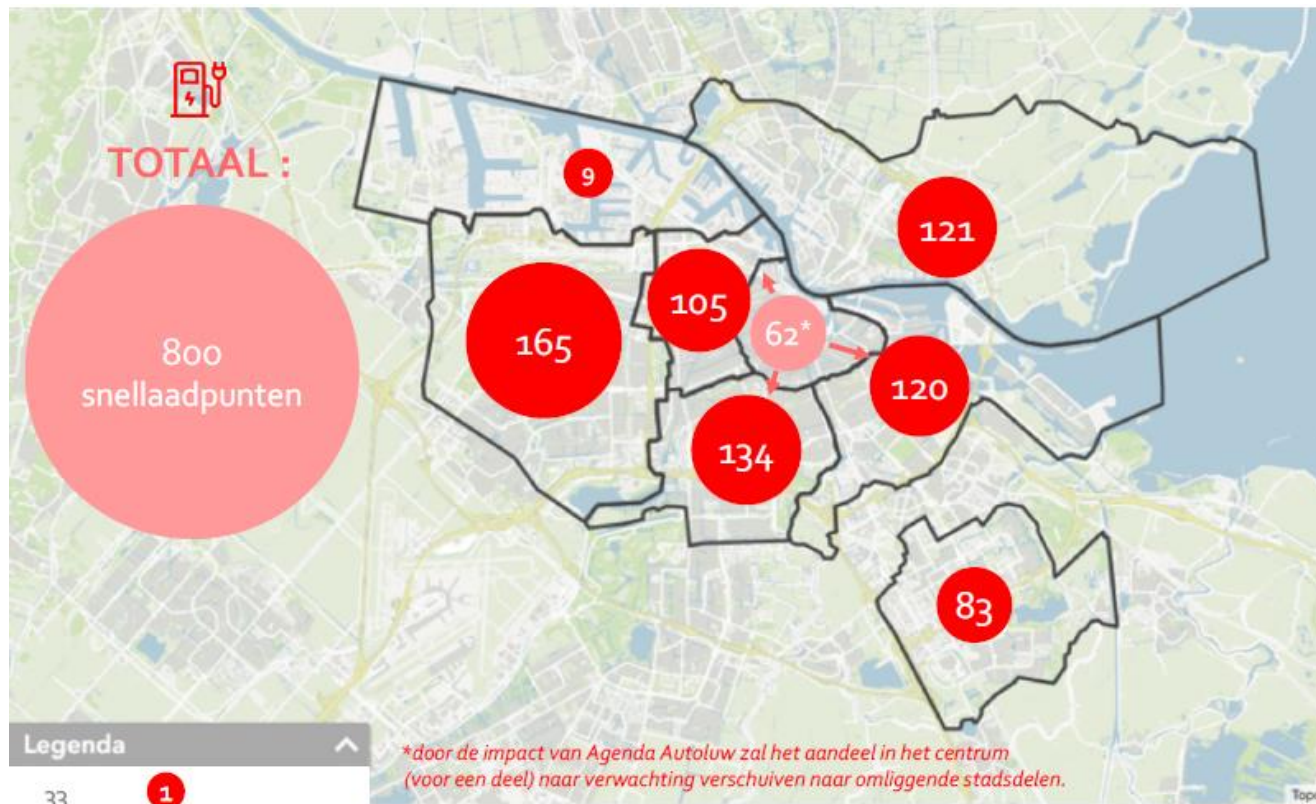 TOTAAL :
800
snellaadpunten
9
121
105
62*
165
120
134
83
Legenda
33
1
*door de impact van Agenda Autoluw zal het aandeel in het centrum
(voor een deel) naar verwachting verschuiven naar omliggende stadsdelen.